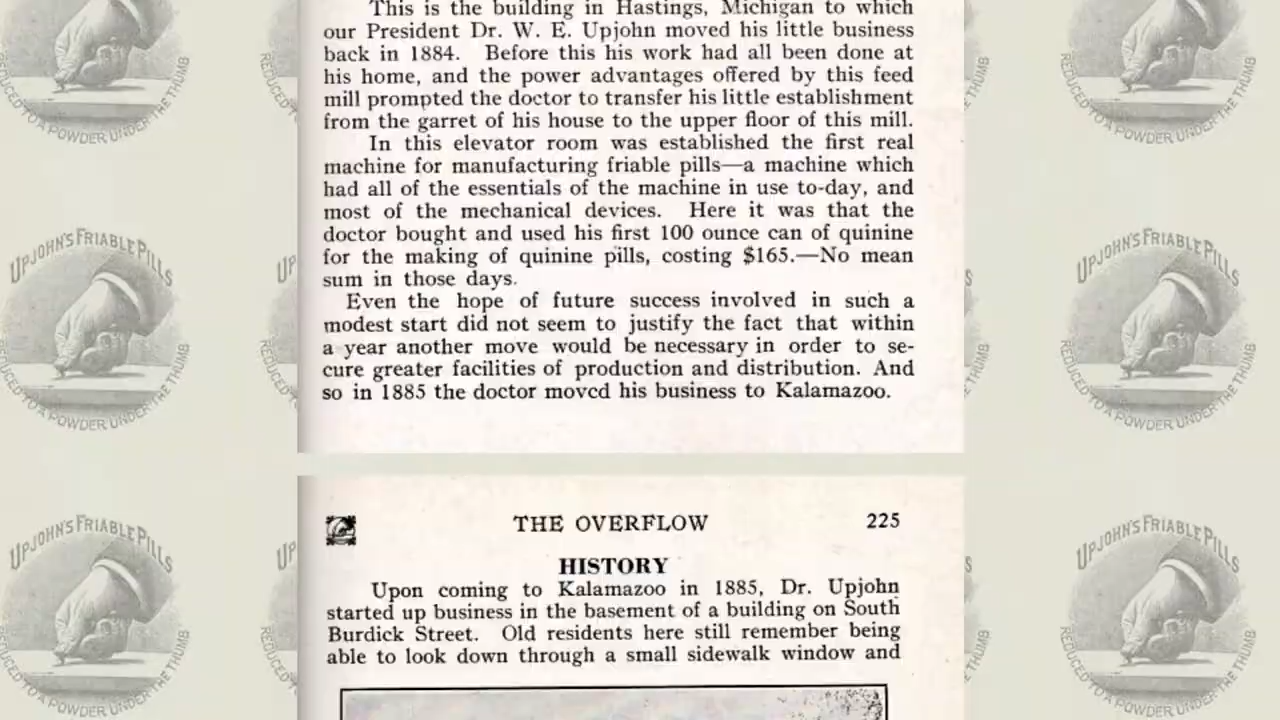 This is the building in Hastings, Michigan to which
our President Dr. W. E. Upjohn moved his little business
back in 1884. Before this his work had all been done at
his home, and the power advantages offered by this feed
mill prompted the doctor to transfer his little establishment
from the garret of his house to the upper floor of this mill.
In this elevator room was established the first real
machine for manufacturing friable pills—a machine which
had all of the essentials of the machine in use to-day, and
most of the mechanical devices. Here it was that the
doctor bought and used his first 100 ounce can of quinine
for the making of quinine pills, costing $165.—No mean
sum in those days.
Even the hope of future success involved in such a
modest start did not seem to justify the fact that within
a year another move would be necessary in order to se-
cure greater facilities of production and distribution. And
so in 1885 the doctor moved his business to Kalamazoo.
THE OVERFLOW 225
HISTORY
Upon coming to Kalamazoo in 1885, Dr. Upjohn
started up business in the basement of a building on South
Burdick Street. Old residents here still remember being
able to look down through a small sidewalk window and
REDUCED TO A POWDER UNDER THE THUMB
REDUCED TO A POWDER UNDER THE THUMB
UPJOHN'S FRIABLE PILLS
REDUCED TO A POWDER UNDER THE THUMB
UPJOHN'S FRIABLE PILLS
REDUCED TO A POWDER UNDER THE THUMB
UPJOHN'S FRIABLE PILLS
REDUCED TO A POWDER UNDER THE THUMB
UPJOHN'S FRIABLE PILLS
REDUCED TO A POWDER UNDER THE THUMB